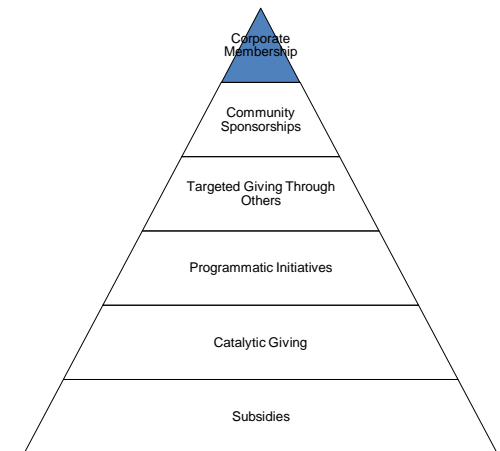 Corporate
Membership
Community
Sponsorships
Targeted Giving Through
Others
Programmatic Initiatives
Catalytic Giving
Subsidies